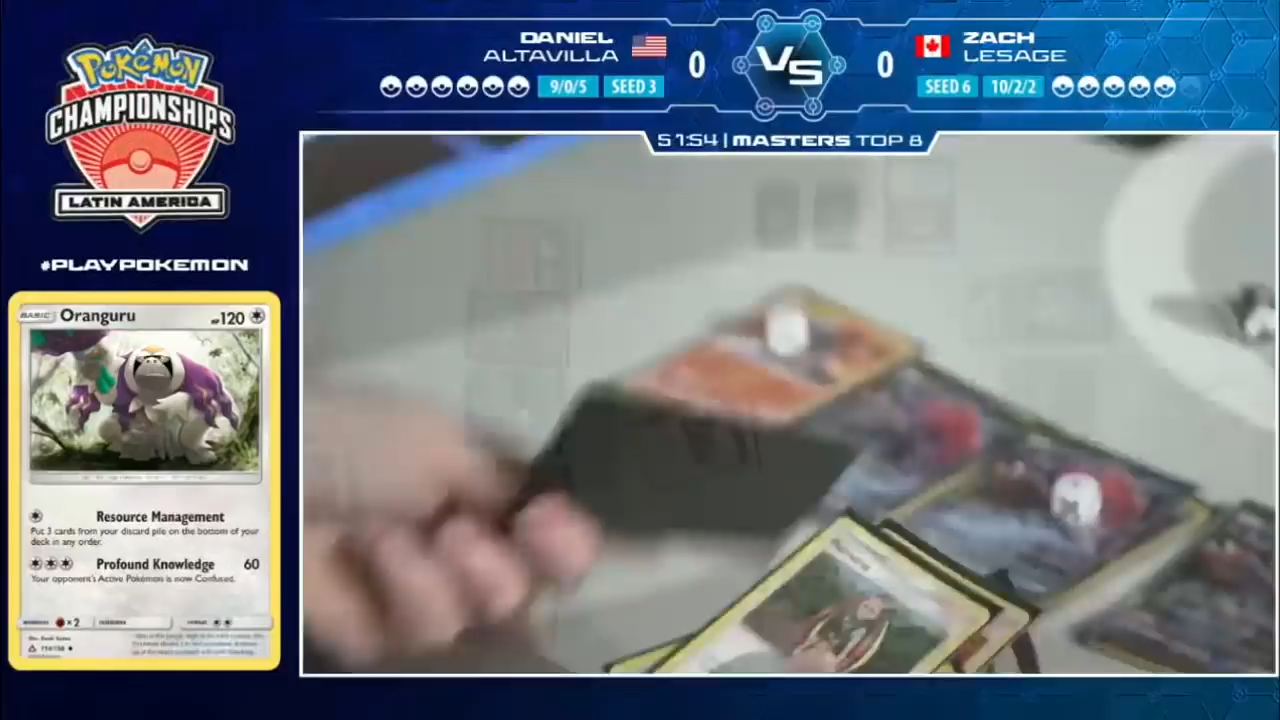 POKÉMON
CHAMPIONSHIPS
LATIN AMERICA
#PLAYPOKEMON
DANIEL
ALTAVILLA
0
9/0/5
SEED 3
VS
0
ZACH
LESAGE
SEED 6
10/2/2
51:54 | MASTERS TOP 8
BASIC
Oranguru
HP 120
Resource Management
Put 3 cards from your discard pile on the bottom of your
deck in any order.
Profound Knowledge 60
Your opponent's Active Pokémon is now Confused.
×2